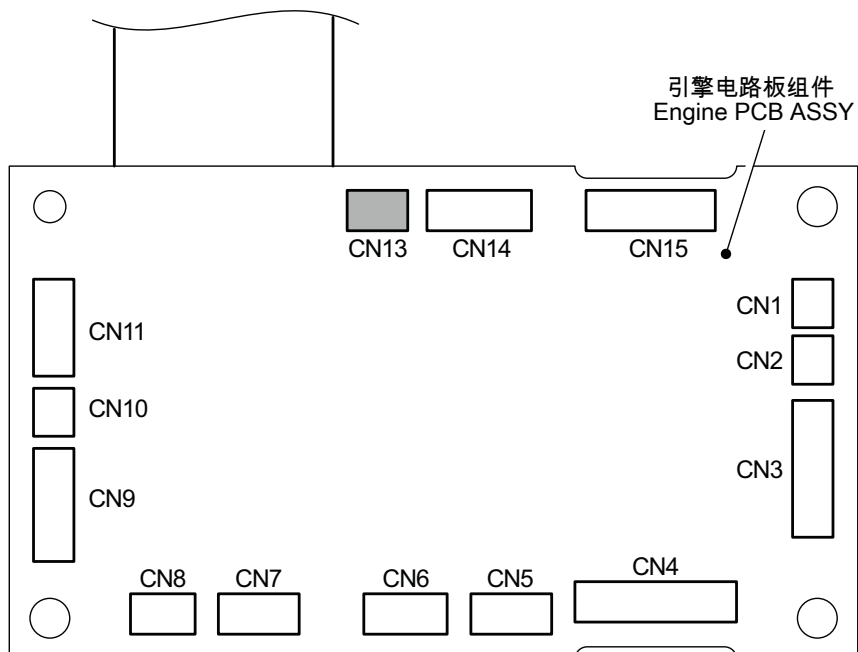 引擎电路板组件
Engine PCB ASSY
CN13
CN14
CN15
CN1
CN11
CN2
CN10
CN3
CN9
CN8
CN7
CN6
CN5
CN4